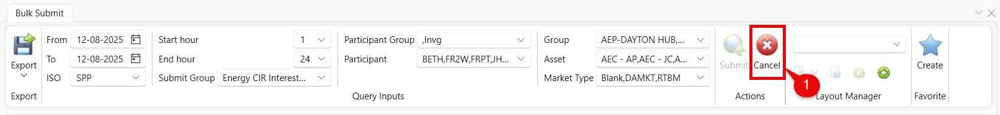 Bulk Submit
From 12-08-2025 Start hour 1 Participant Group ,Invg Group AEP-DAYTON HUB,...
To 12-08-2025 End hour 24 Participant BETH,FR2W,FRPT,JH... Asset AEC - AP,AEC - JC,A...
ISO SPP Submit Group Energy CIR Interest... Market Type Blank,DAMKT,RTBM
Export Submit Cancel Create
1
Export Query Inputs Actions Layout Manager Favorite